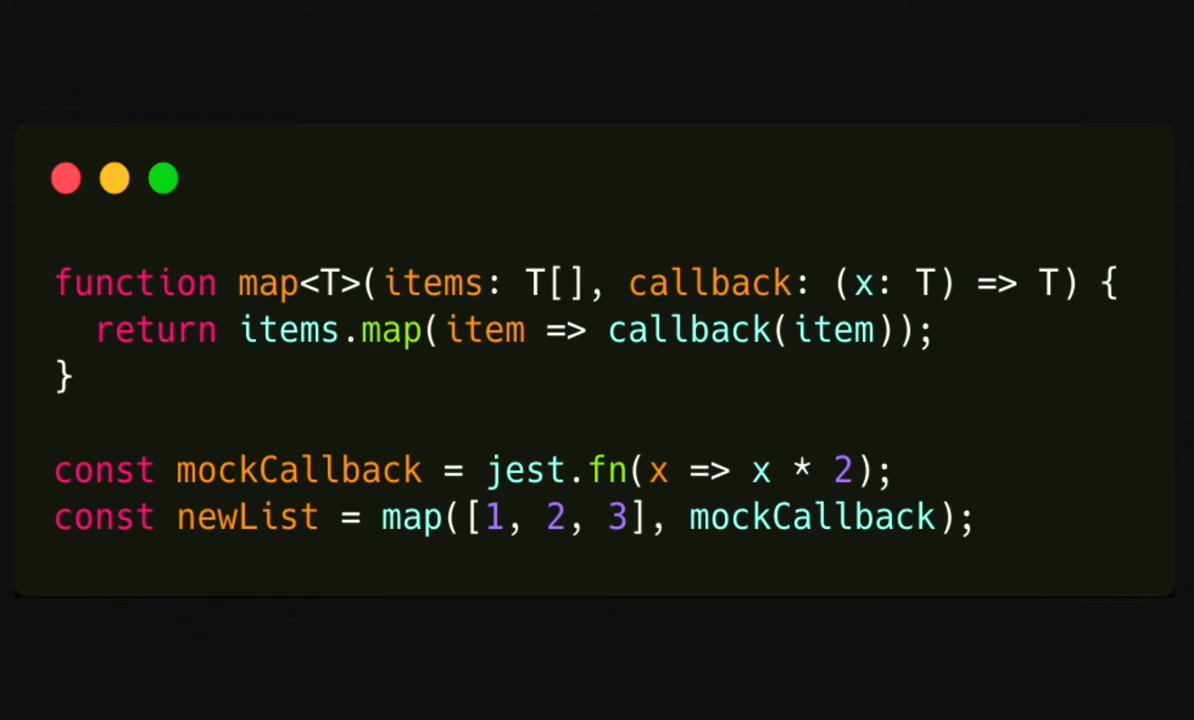 function map<T>(items: T[], callback: (x: T) => T) {
  return items.map(item => callback(item));
}
const mockCallback = jest.fn(x => x * 2);
const newList = map([1, 2, 3], mockCallback);